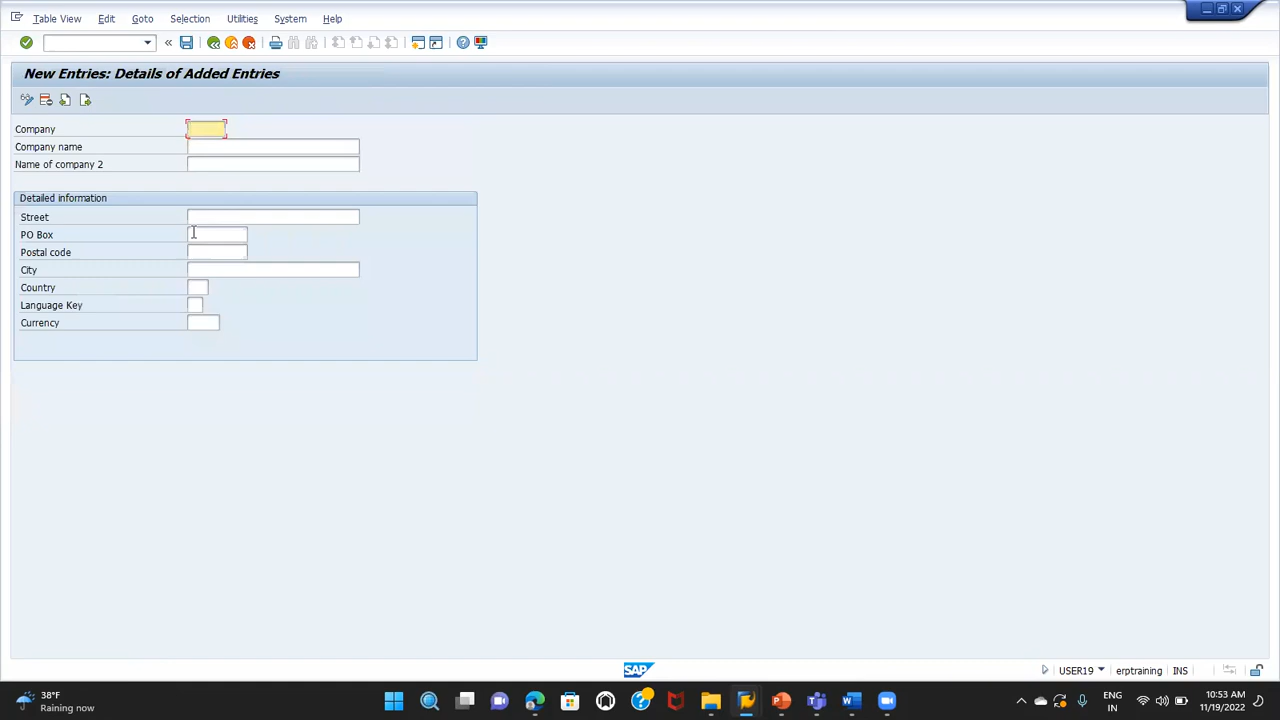 Table View Edit Goto Selection Utilities System Help
New Entries: Details of Added Entries
Company
Company name
Name of company 2
Detailed information
Street
PO Box
Postal code
City
Country
Language Key
Currency
SAP
USER19 erptraining INS
38°F
Raining now
ENG
IN
10:53 AM
11/19/2022